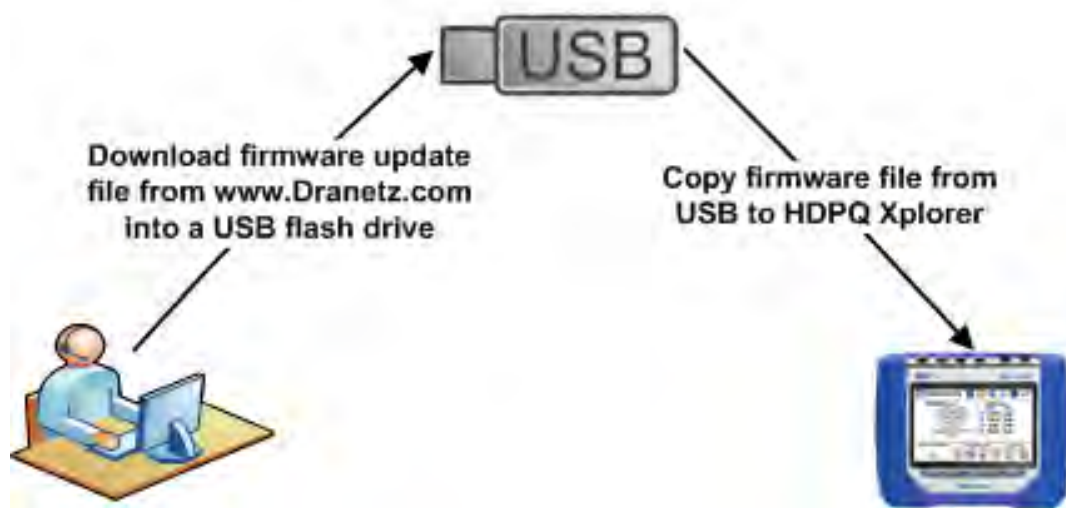 USB
Download firmware update
file from www.Dranetz.com
into a USB flash drive
Copy firmware file from
USB to HDPQ Xplorer